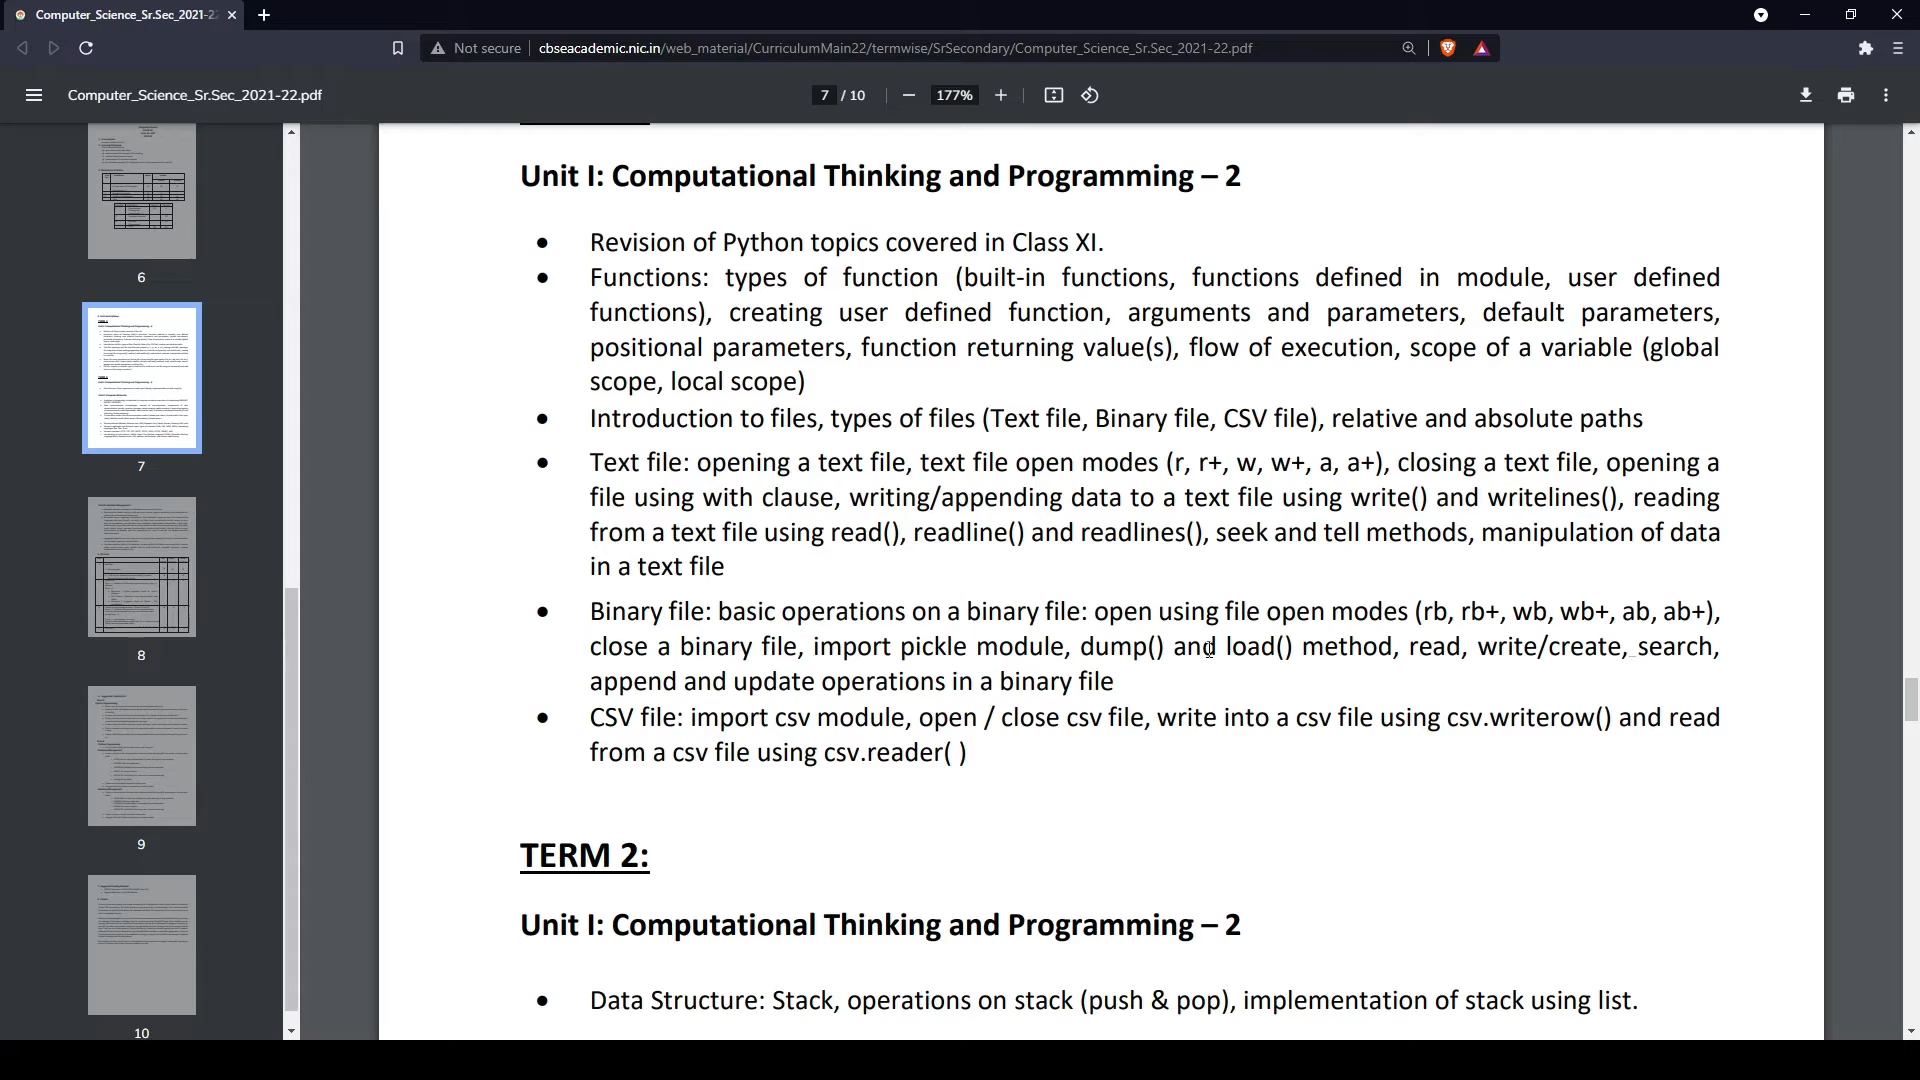 Computer_Science_Sr.Sec_2021-2
Not secure
cbseacademic.nic.in/web_material/CurriculumMain22/termwise/SrSecondary/Computer_Science_Sr.Sec_2021-22.pdf
Computer_Science_Sr.Sec_2021-22.pdf
7 / 10
177%
6
7
8
9
10
Unit I: Computational Thinking and Programming – 2
• Revision of Python topics covered in Class XI.
• Functions: types of function (built-in functions, functions defined in module, user defined
functions), creating user defined function, arguments and parameters, default parameters,
positional parameters, function returning value(s), flow of execution, scope of a variable (global
scope, local scope)
• Introduction to files, types of files (Text file, Binary file, CSV file), relative and absolute paths
• Text file: opening a text file, text file open modes (r, r+, w, w+, a, a+), closing a text file, opening a
file using with clause, writing/appending data to a text file using write() and writelines(), reading
from a text file using read(), readline() and readlines(), seek and tell methods, manipulation of data
in a text file
• Binary file: basic operations on a binary file: open using file open modes (rb, rb+, wb, wb+, ab, ab+),
close a binary file, import pickle module, dump() and load() method, read, write/create, search,
append and update operations in a binary file
• CSV file: import csv module, open / close csv file, write into a csv file using csv.writerow() and read
from a csv file using csv.reader( )
TERM 2:
Unit I: Computational Thinking and Programming – 2
• Data Structure: Stack, operations on stack (push & pop), implementation of stack using list.